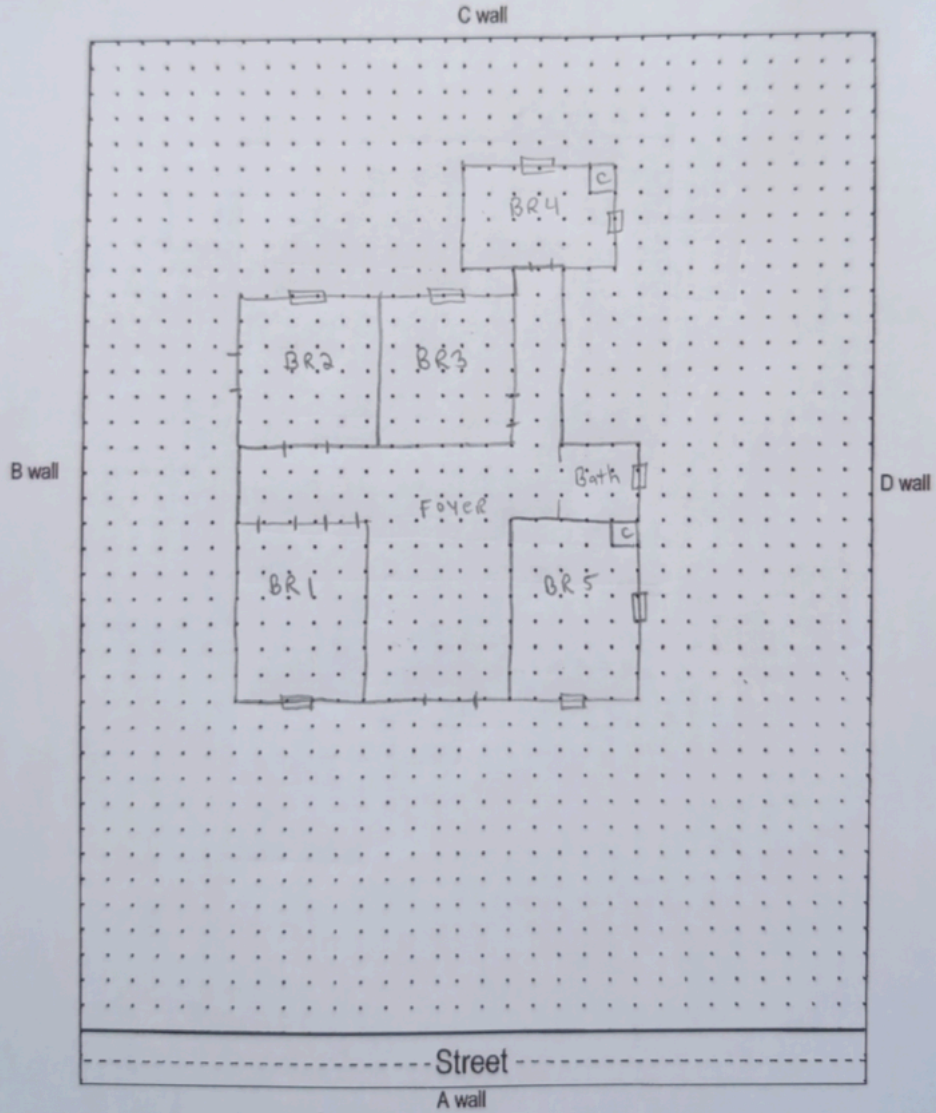 C wall
C
BR4
BR2
BR3
B wall
Bath
D wall
Foyer
C
BR1
BR5
Street
A wall